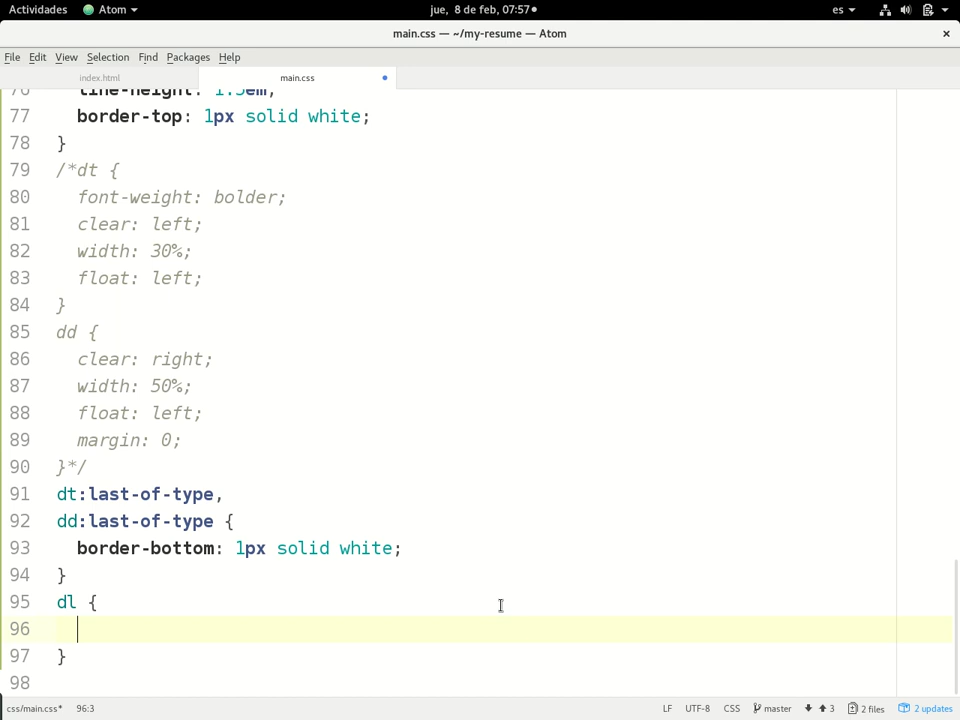 Actividades Atom jue, 8 de feb, 07:57 es
main.css — ~/my-resume — Atom
File Edit View Selection Find Packages Help
index.html main.css
76 line-height: 1.5em;
77 border-top: 1px solid white;
78 }
79 /*dt {
80 font-weight: bolder;
81 clear: left;
82 width: 30%;
83 float: left;
84 }
85 dd {
86 clear: right;
87 width: 50%;
88 float: left;
89 margin: 0;
90 }*/
91 dt:last-of-type,
92 dd:last-of-type {
93 border-bottom: 1px solid white;
94 }
95 dl {
96
97 }
98
css/main.css* 96:3 LF UTF-8 CSS master 3 2 files 2 updates